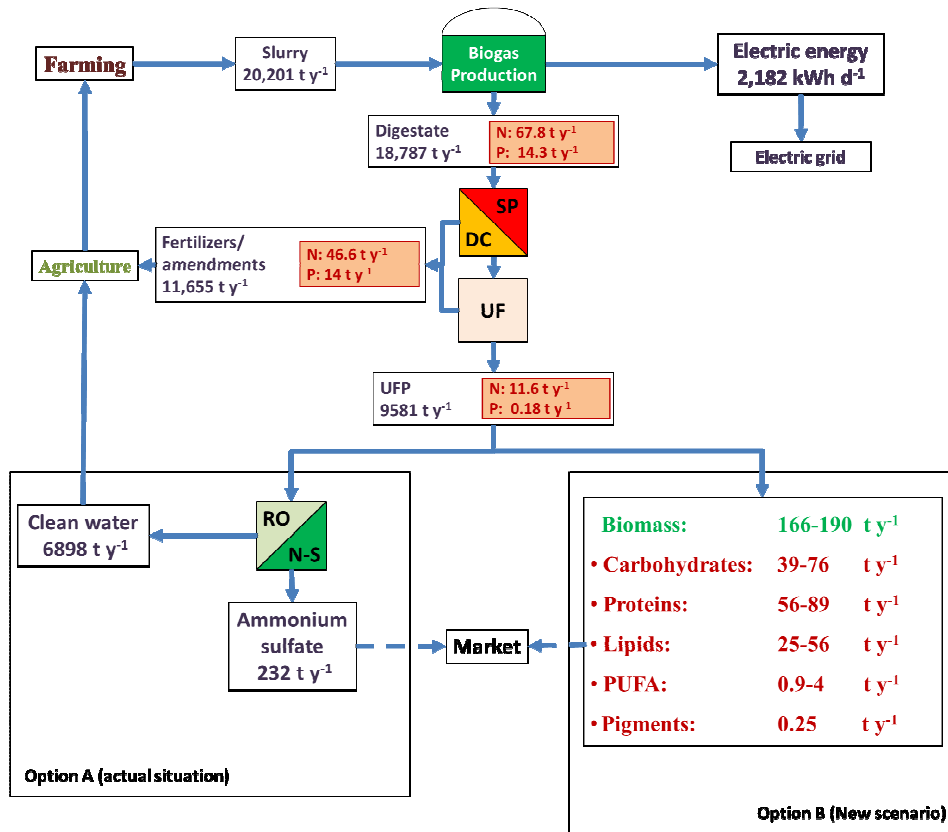 Farming
Slurry
20,201 t y-1
Biogas
Production
Electric energy
2,182 kWh d-1
Electric grid
Digestate
18,787 t y-1
N: 67.8 t y-1
P: 14.3 t y-1
SP
DC
Agriculture
Fertilizers/
amendments
11,655 t y-1
N: 46.6 t y-1
P: 14 t y-1
UF
UFP
9581 t y-1
N: 11.6 t y-1
P: 0.18 t y-1
Clean water
6898 t y-1
RO
N-S
Ammonium
sulfate
232 t y-1
Market
Biomass: 166-190 t y-1
• Carbohydrates: 39-76 t y-1
• Proteins: 56-89 t y-1
• Lipids: 25-56 t y-1
• PUFA: 0.9-4 t y-1
• Pigments: 0.25 t y-1
Option A (actual situation)
Option B (New scenario)